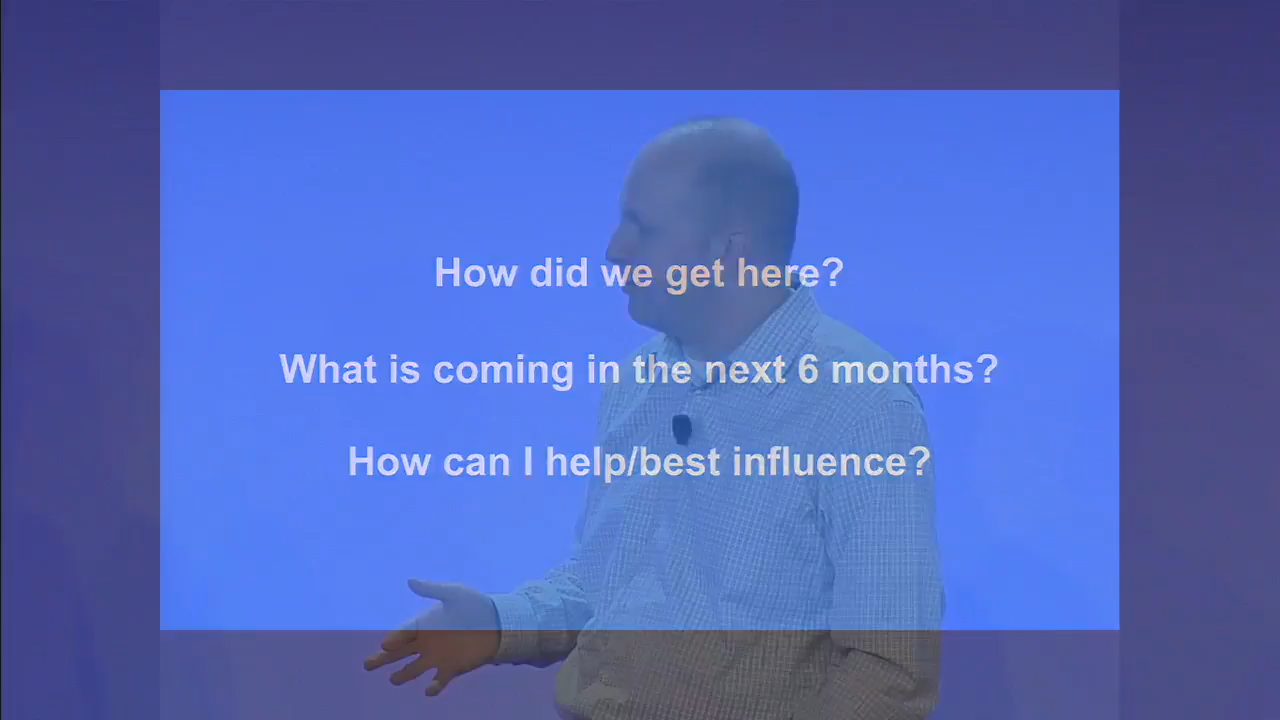 How did we get here?
What is coming in the next 6 months?
How can I help/best influence?